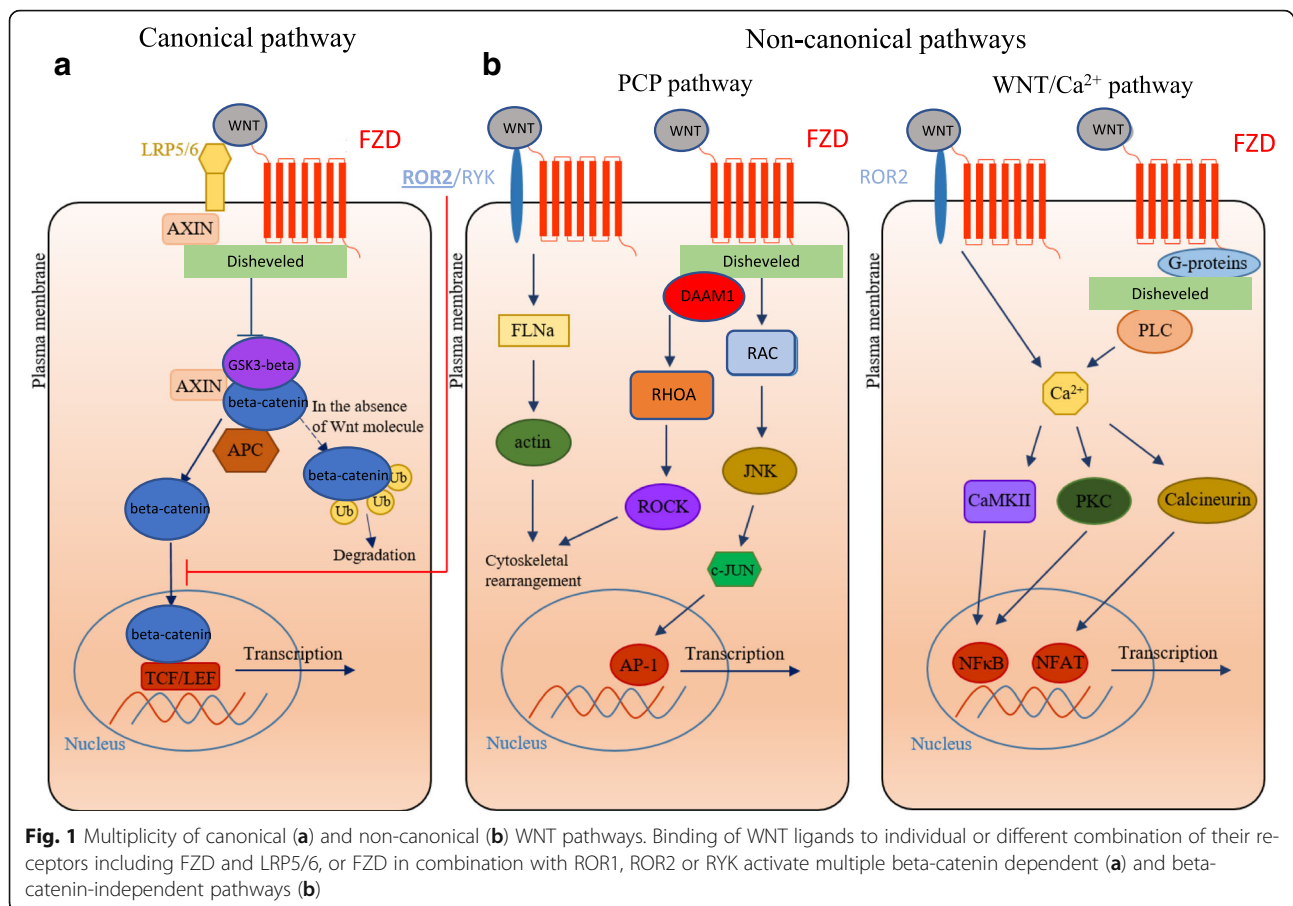 Canonical pathway
Non-canonical pathways
a
b
PCP pathway
WNT/Ca²⁺ pathway
WNT
LRP5/6
FZD
AXIN
Disheveled
GSK3-beta
AXIN
beta-catenin
In the absence
of Wnt molecule
APC
beta-catenin
Ub
Ub
Ub
beta-catenin
Degradation
beta-catenin
TCF/LEF
Transcription
Nucleus
Plasma membrane
ROR2/RYK
WNT
WNT
FZD
Disheveled
DAAM1
FLNa
RAC
RHOA
actin
JNK
ROCK
Cytoskeletal
rearrangement
c-JUN
AP-1
Transcription
Nucleus
Plasma membrane
WNT
WNT
FZD
ROR2
G-proteins
Disheveled
PLC
Ca²⁺
CaMKII
PKC
Calcineurin
NFκB
NFAT
Transcription
Nucleus
Plasma membrane
Fig. 1 Multiplicity of canonical (a) and non-canonical (b) WNT pathways. Binding of WNT ligands to individual or different combination of their re-
ceptors including FZD and LRP5/6, or FZD in combination with ROR1, ROR2 or RYK activate multiple beta-catenin dependent (a) and beta-
catenin-independent pathways (b)